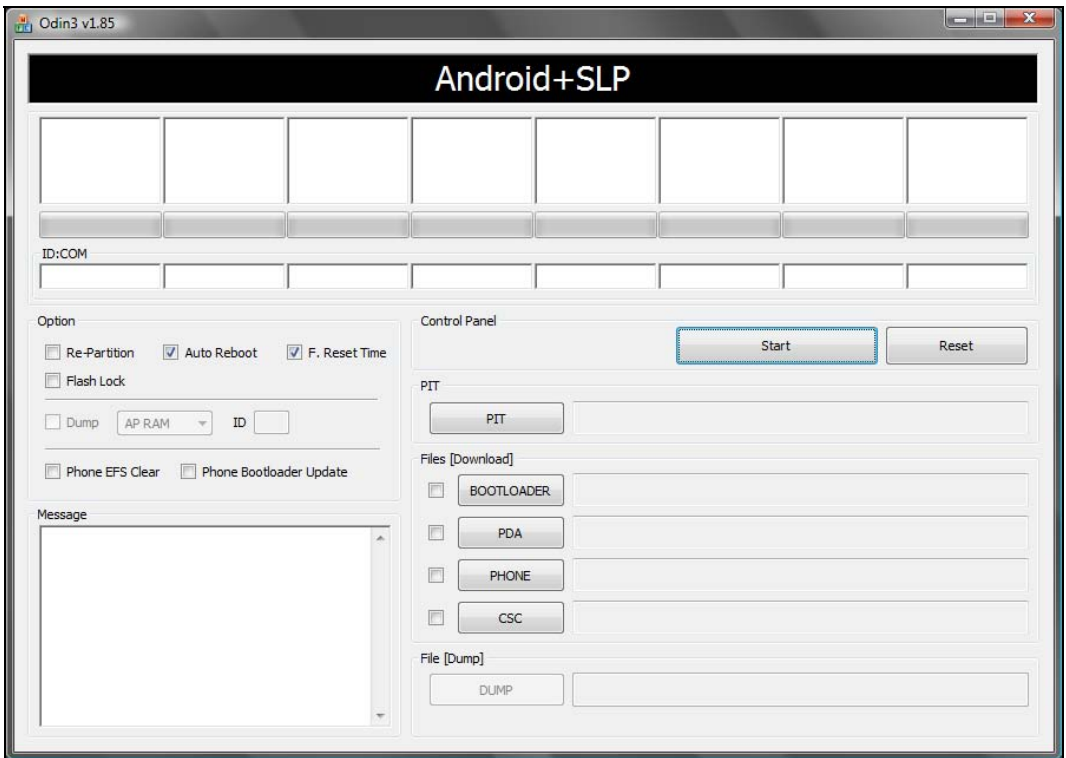 Odin3 v1.85
Android+SLP
ID:COM
Option
Re-Partition Auto Reboot F. Reset Time
Flash Lock
Dump AP RAM ID
Phone EFS Clear Phone Bootloader Update
Message
Control Panel
Start Reset
PIT
PIT
Files [Download]
BOOTLOADER
PDA
PHONE
CSC
File [Dump]
DUMP